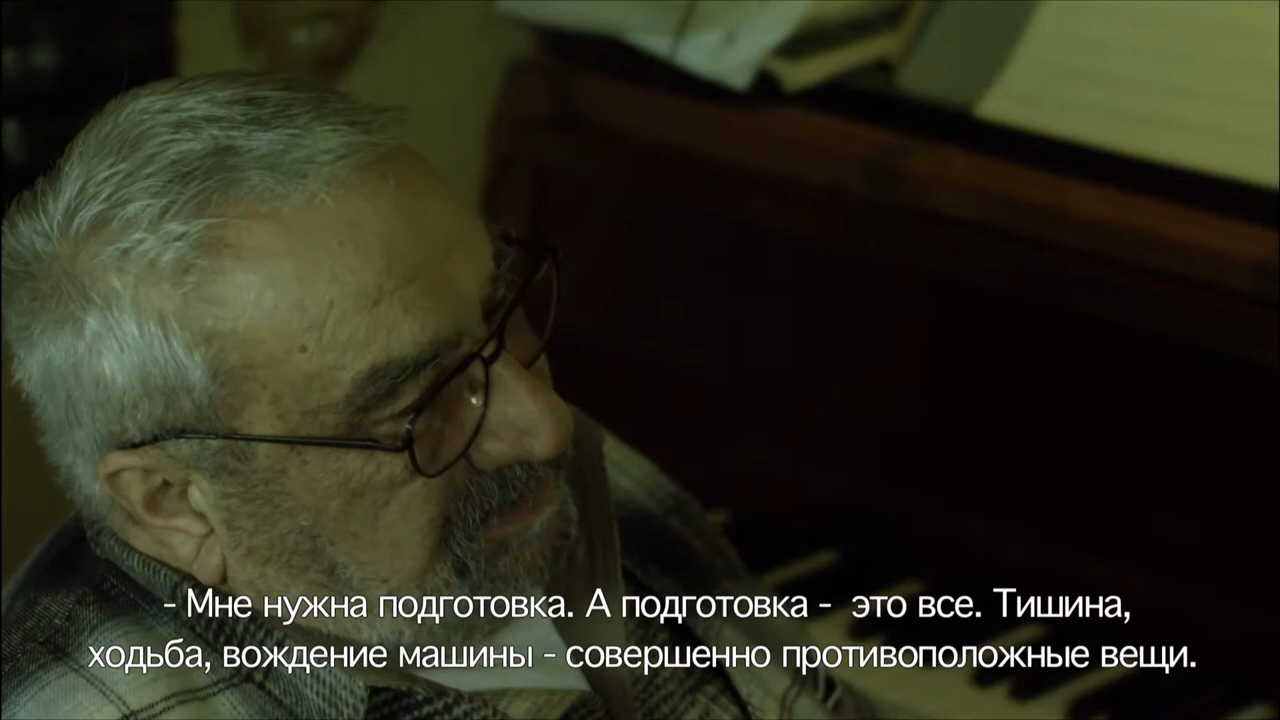 - Мне нужна подготовка. А подготовка -  это все. Тишина,
ходьба, вождение машины - совершенно противоположные вещи.